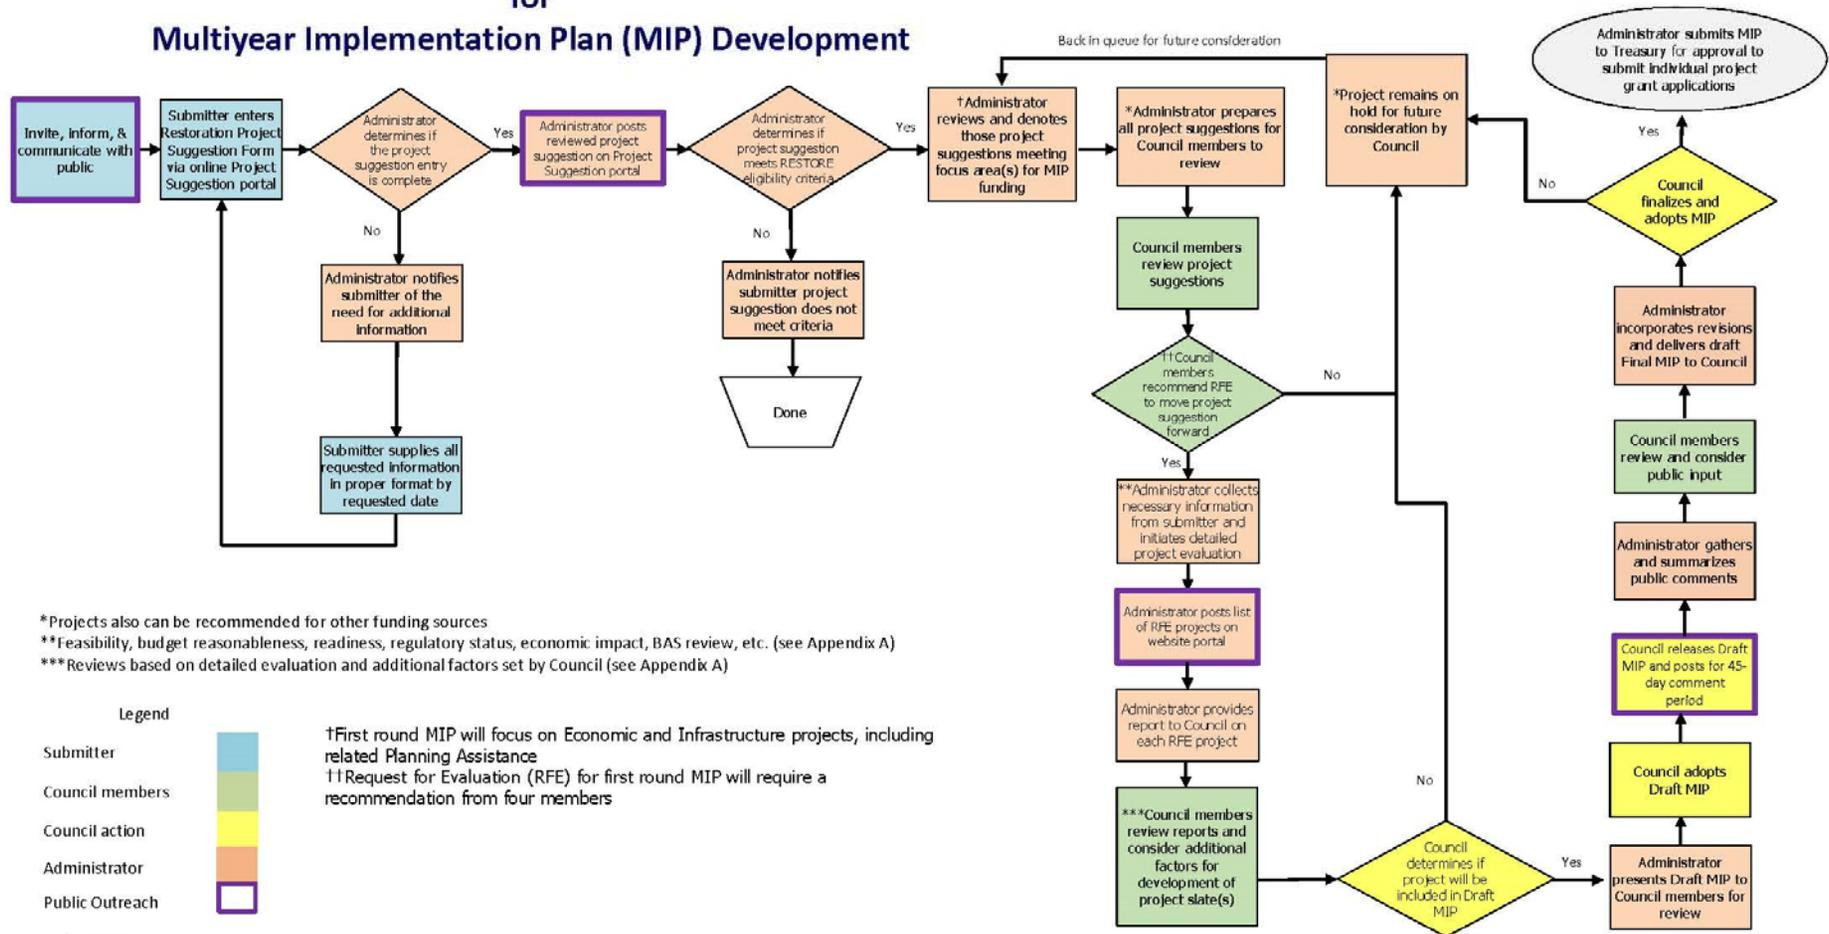 for
Multiyear Implementation Plan (MIP) Development
Invite, inform, &
communicate with
public
Submitter enters
Restoration Project
Suggestion Form
via online Project
Suggestion portal
Administrator
determines if
the project
suggestion entry
is complete
Yes
No
Administrator notifies
submitter of the
need for additional
information
Submitter supplies all
requested information
in proper format by
requested date
Administrator posts
reviewed project
suggestion on Project
Suggestion portal
Administrator
determines if
project suggestion
meets RESTORE
eligibility criteria
Yes
No
Administrator notifies
submitter project
suggestion does not
meet criteria
Done
Back in queue for future consideration
†Administrator
reviews and denotes
those project
suggestions meeting
focus area(s) for MIP
funding
*Administrator prepares
all project suggestions for
Council members to
review
Council members
review project
suggestions
††Council
members
recommend RFE
to move project
suggestion
forward
No
Yes
**Administrator collects
necessary information
from submitter and
initiates detailed
project evaluation
Administrator posts list
of RFE projects on
website portal
Administrator provides
report to Council on
each RFE project
***Council members
review reports and
consider additional
factors for
development of
project slate(s)
Council
determines if
project will be
included in Draft
MIP
No
Yes
*Project remains on
hold for future
consideration by
Council
Administrator
presents Draft MIP to
Council members for
review
Council adopts
Draft MIP
Council releases Draft
MIP and posts for 45-
day comment
period
Administrator gathers
and summarizes
public comments
Council members
review and consider
public input
Administrator
incorporates revisions
and delivers draft
Final MIP to Council
Council
finalizes and
adopts MIP
No
Yes
Administrator submits MIP
to Treasury for approval to
submit individual project
grant applications
*Projects also can be recommended for other funding sources
**Feasibility, budget reasonableness, readiness, regulatory status, economic impact, BAS review, etc. (see Appendix A)
***Reviews based on detailed evaluation and additional factors set by Council (see Appendix A)
Legend
Submitter
Council members
Council action
Administrator
Public Outreach
†First round MIP will focus on Economic and Infrastructure projects, including
related Planning Assistance
††Request for Evaluation (RFE) for first round MIP will require a
recommendation from four members